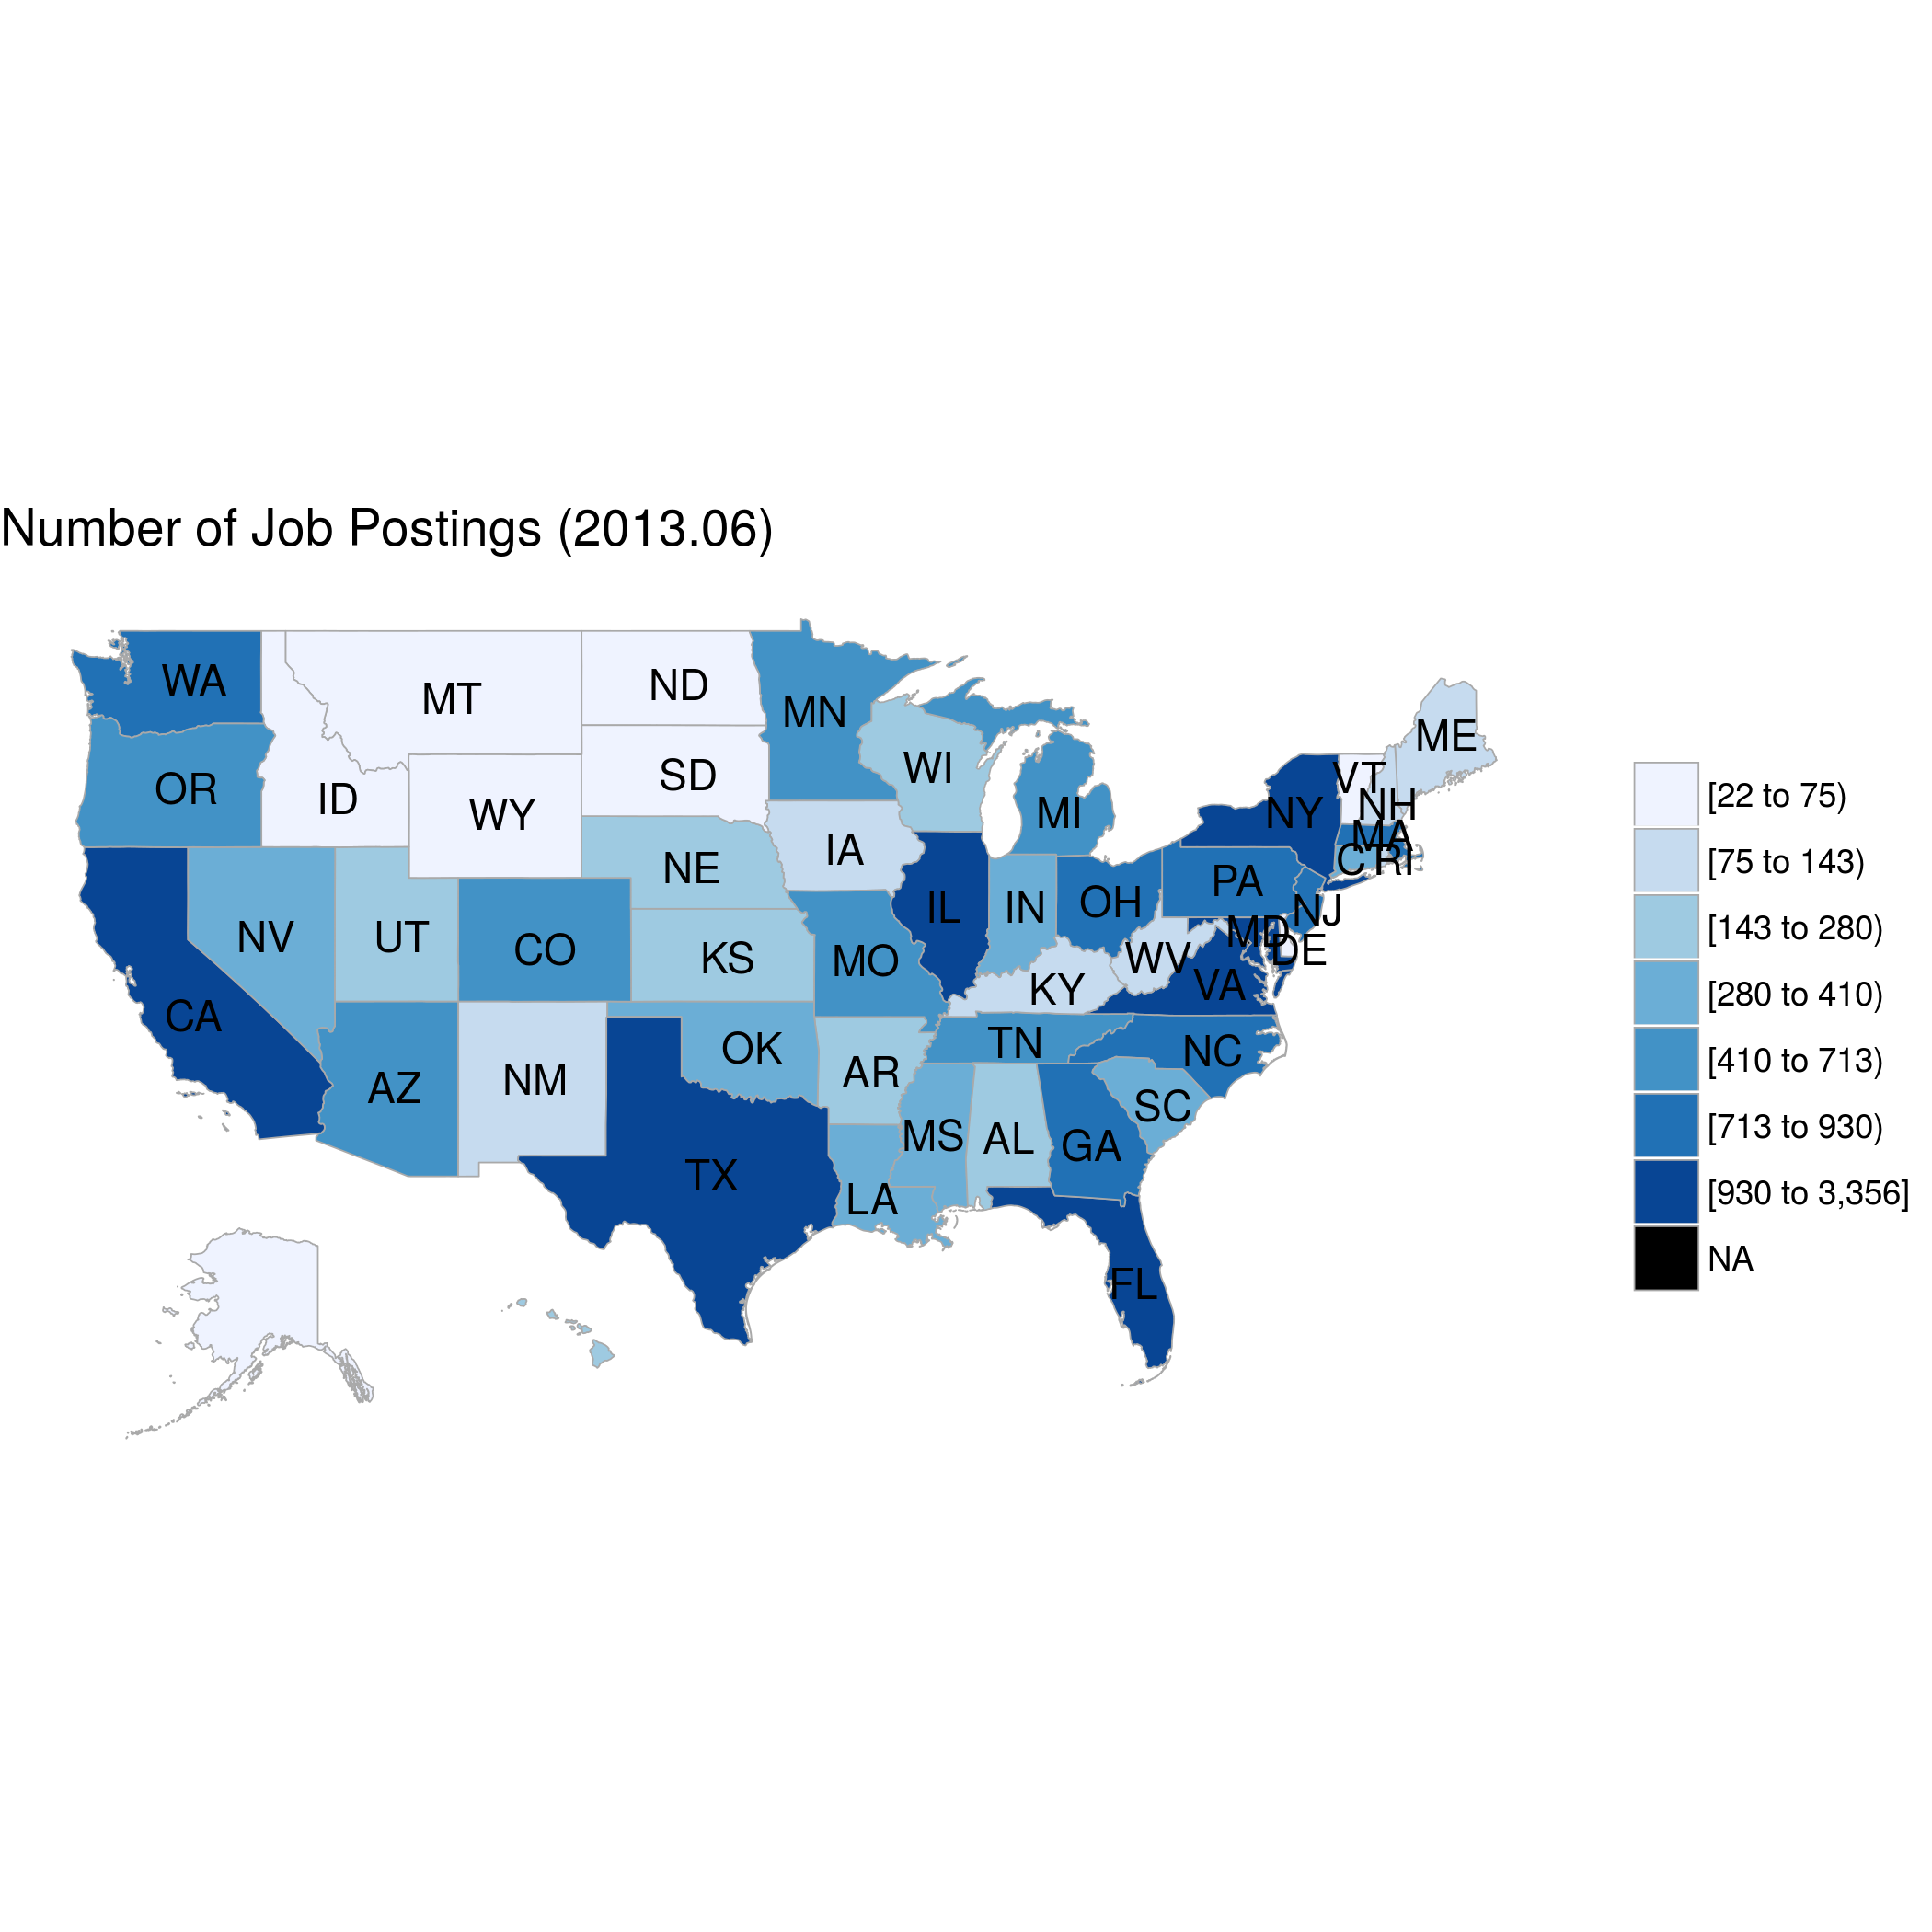 Number of Job Postings (2013.06)
WA
MT
ND
MN
ME
OR
ID
WY
SD
WI
MI
VT
NH
NY
MA
CT
RI
IA
NE
PA
NV
UT
CO
KS
MO
IL
IN
OH
NJ
MD
DE
WV
VA
KY
CA
AZ
NM
OK
AR
TN
NC
SC
TX
LA
MS
AL
GA
FL
[22 to 75)
[75 to 143)
[143 to 280)
[280 to 410)
[410 to 713)
[713 to 930)
[930 to 3,356]
NA